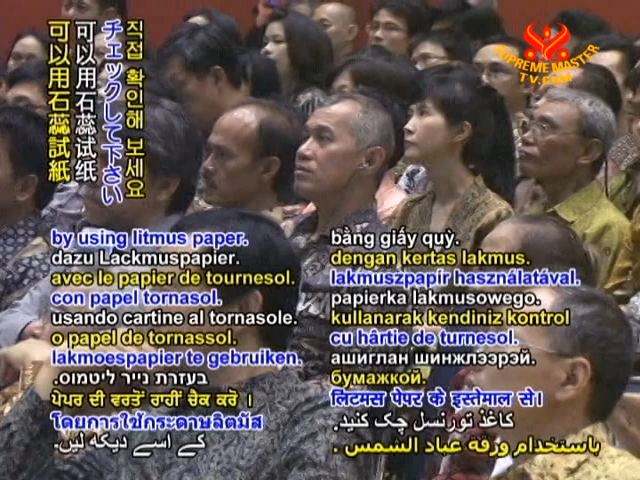 SUPREME MASTER
TV.COM
직접 확인해 보세요
チェックして下さい
可以用石蕊试纸
可以用石蕊試紙
by using litmus paper.
dazu Lackmuspapier.
avec le papier de tournesol.
con papel tornasol.
usando cartine al tornasole.
o papel de tornassol.
lakmoespapier te gebruiken.
בעזרת נייר ליטמוס.
ਪੇਪਰ ਦੀ ਵਰਤੋਂ ਰਾਹੀਂ ਚੈਕ ਕਰੋ ।
โดยการใช้กระดาษลิตมัส
کے اسے دیکھ لیں.
bằng giấy quỳ.
dengan kertas lakmus.
lakmuszpapír használatával.
papierka lakmusowego.
kullanarak kendiniz kontrol
cu hârtie de turnesol.
ашиглан шинжлээрэй.
бумажкой.
लिटमस पेपर के इस्तेमाल से।
کاغذ تورنسل چک کنید.
باستخدام ورقة عباد الشمس .